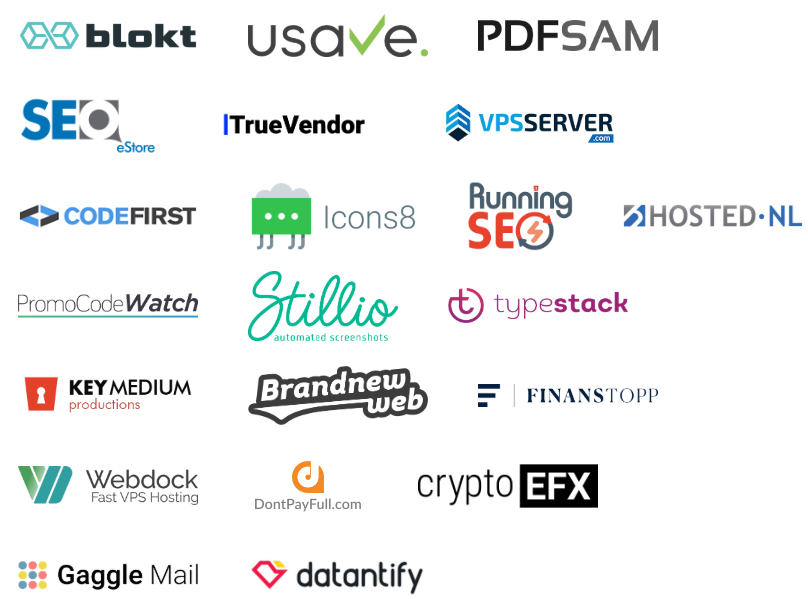 blokt
usave.
PDFSAM
SEO
eStore
TrueVendor
VPSSERVER
.com
CODEFIRST
Icons8
Running
SEO
HOSTED·NL
PromoCodeWatch
Stillio
automated screenshots
typestack
KEY MEDIUM
productions
Brandnew
web
FINANSTOPP
Webdock
Fast VPS Hosting
DontPayFull.com
crypto EFX
Gaggle Mail
datantify